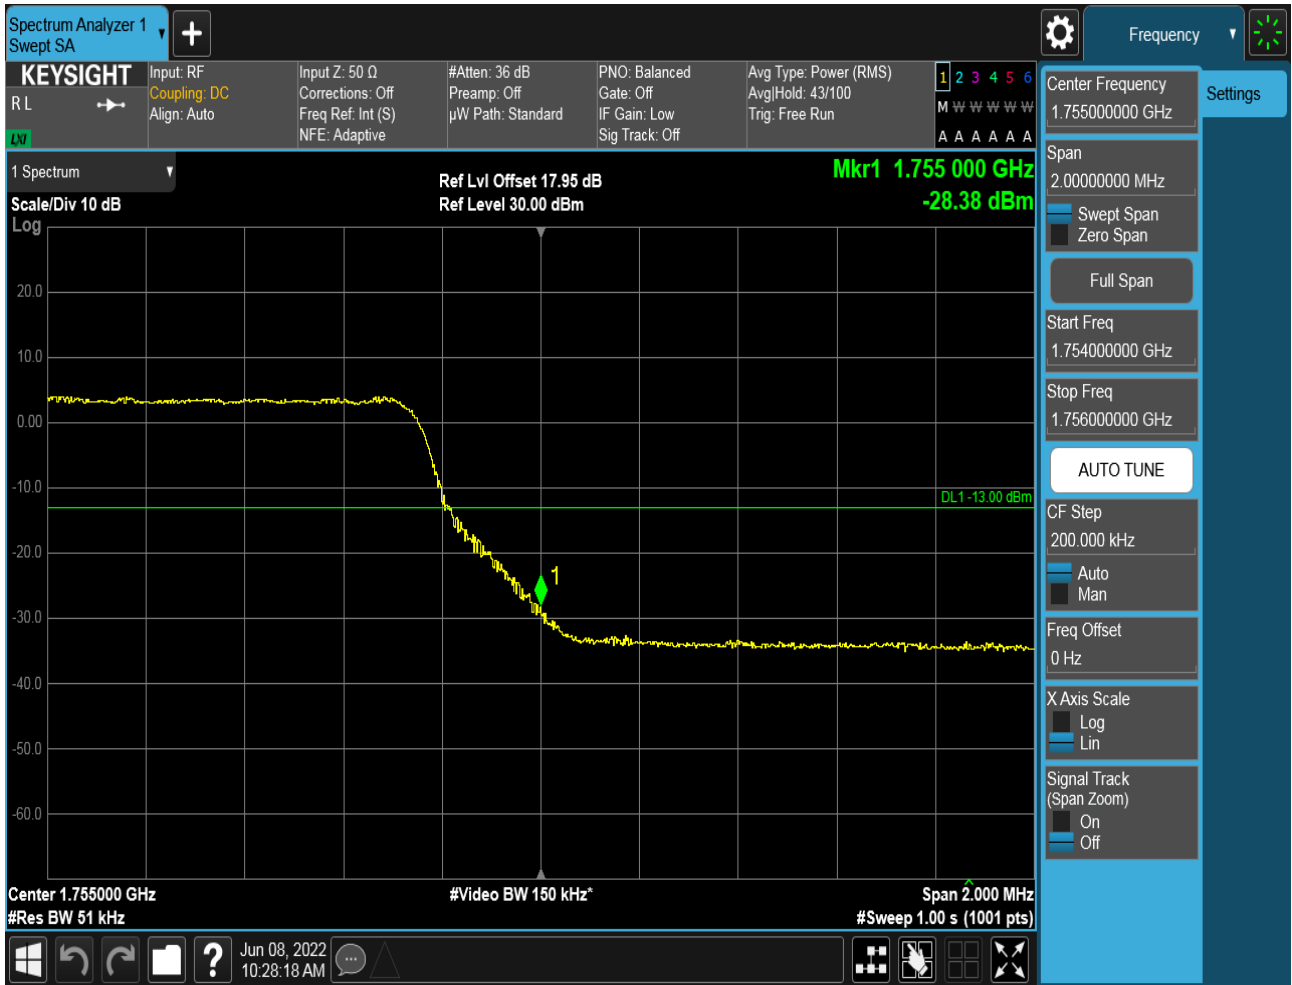 Spectrum Analyzer 1
Swept SA
Frequency
KEYSIGHT
R L
LXI
Input: RF
Coupling: DC
Align: Auto
Input Z: 50 Ω
Corrections: Off
Freq Ref: Int (S)
NFE: Adaptive
#Atten: 36 dB
Preamp: Off
µW Path: Standard
PNO: Balanced
Gate: Off
IF Gain: Low
Sig Track: Off
Avg Type: Power (RMS)
Avg|Hold: 43/100
Trig: Free Run
1 2 3 4 5 6
M W W W W W
A A A A A A
1 Spectrum
Scale/Div 10 dB
Log
Ref Lvl Offset 17.95 dB
Ref Level 30.00 dBm
Mkr1 1.755 000 GHz
-28.38 dBm
20.0
10.0
0.00
-10.0
DL1 -13.00 dBm
-20.0
1
-30.0
-40.0
-50.0
-60.0
Center 1.755000 GHz
#Video BW 150 kHz*
Span 2.000 MHz
#Res BW 51 kHz
#Sweep 1.00 s (1001 pts)
Jun 08, 2022
10:28:18 AM
Center Frequency
1.755000000 GHz
Settings
Span
2.00000000 MHz
Swept Span
Zero Span
Full Span
Start Freq
1.754000000 GHz
Stop Freq
1.756000000 GHz
AUTO TUNE
CF Step
200.000 kHz
Auto
Man
Freq Offset
0 Hz
X Axis Scale
Log
Lin
Signal Track
(Span Zoom)
On
Off